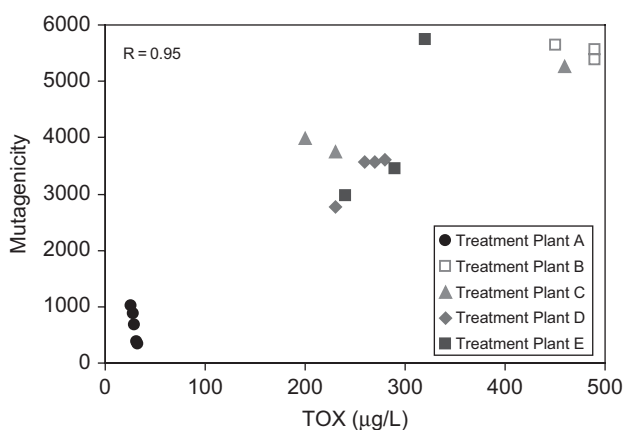 6000
R = 0.95
5000
4000
3000
2000
1000
0
Mutagenicity
Treatment Plant A
Treatment Plant B
Treatment Plant C
Treatment Plant D
Treatment Plant E
0 100 200 300 400 500
TOX (μg/L)